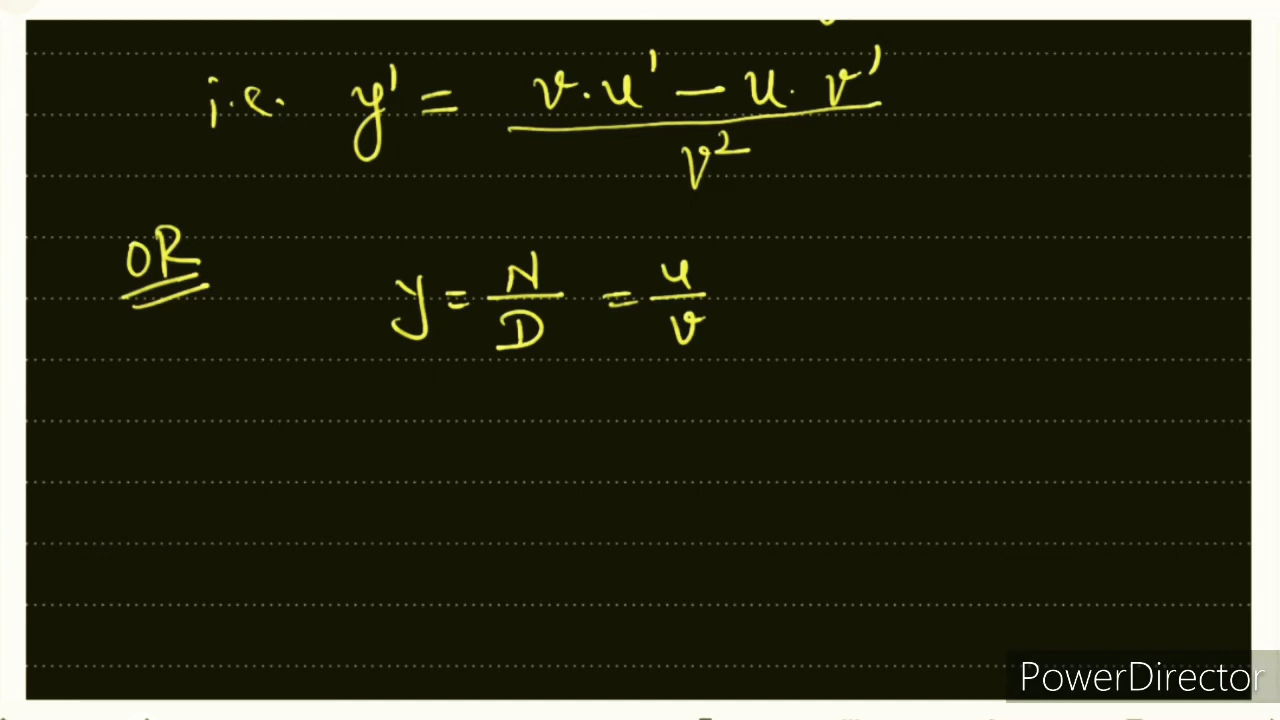 i.e. y' = v.u' – u.v' / v²
OR y = N/D = u/v
PowerDirector